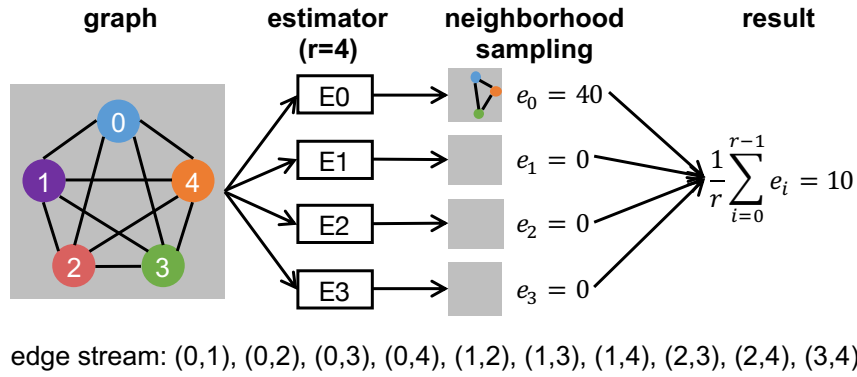 graph
estimator
(r=4)
neighborhood
sampling
result
0
1
4
2
3
E0
E1
E2
E3
e₀ = 40
e₁ = 0
e₂ = 0
e₃ = 0
1/r ∑_{i=0}^{r−1} e_i = 10
edge stream: (0,1), (0,2), (0,3), (0,4), (1,2), (1,3), (1,4), (2,3), (2,4), (3,4)